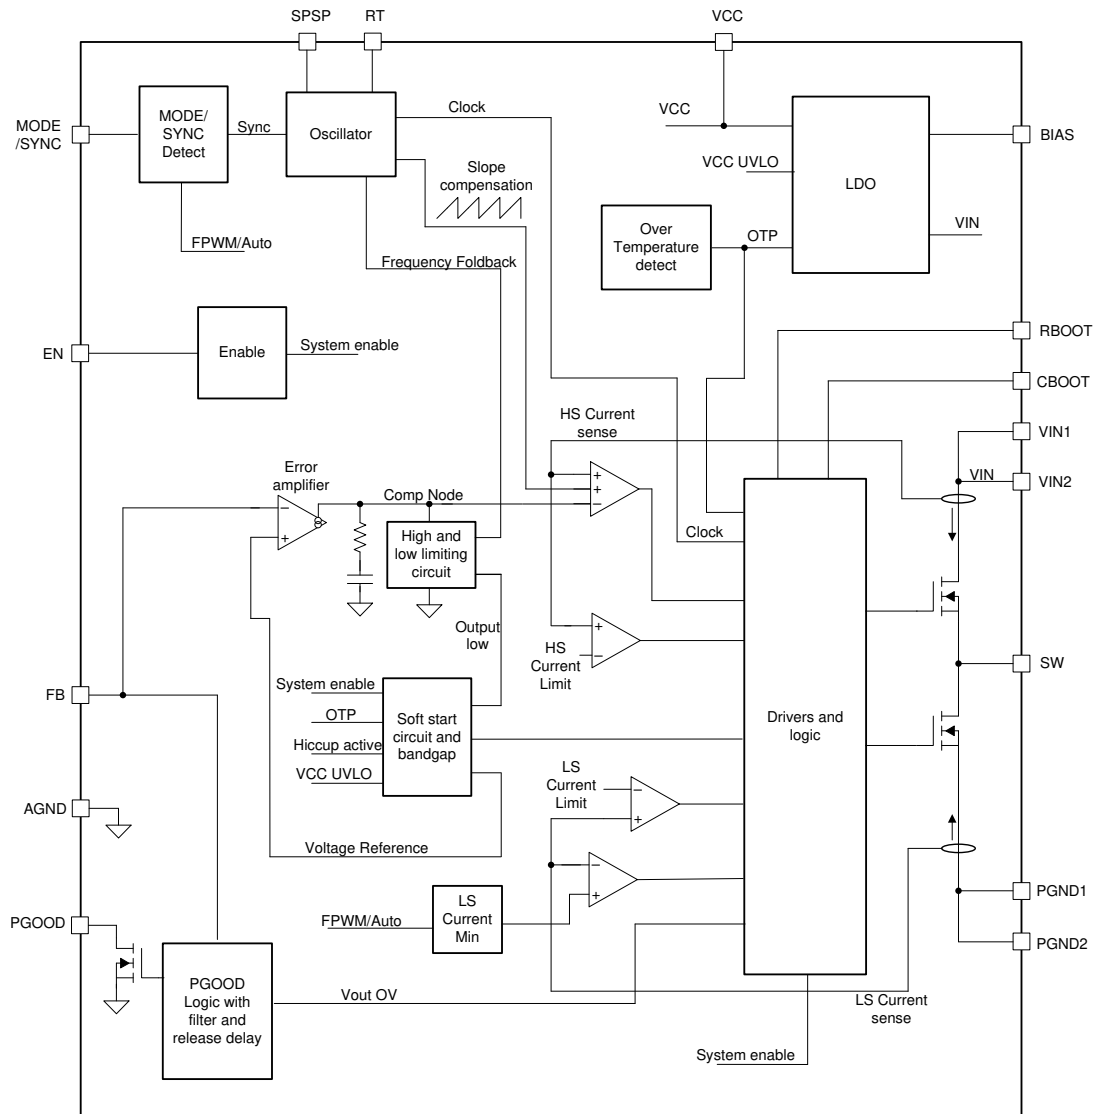 SPSP
RT
VCC
MODE
/SYNC
MODE/
SYNC
Detect
Sync
Oscillator
Clock
VCC
VCC UVLO
LDO
BIAS
VIN
Slope
compensation
FPWM/Auto
Frequency Foldback
Over
Temperature
detect
OTP
EN
Enable
System enable
RBOOT
CBOOT
VIN1
VIN
VIN2
HS Current
sense
+
+
−
Error
amplifier
−
+
Comp Node
High and
low limiting
circuit
Clock
Output
low
+
−
HS
Current
Limit
SW
FB
System enable
OTP
Hiccup active
VCC UVLO
Soft start
circuit and
bandgap
Drivers and
logic
LS
Current
Limit
−
+
AGND
Voltage Reference
−
+
PGND1
PGND2
PGOOD
FPWM/Auto
LS
Current
Min
PGOOD
Logic with
filter and
release delay
Vout OV
LS Current
sense
System enable